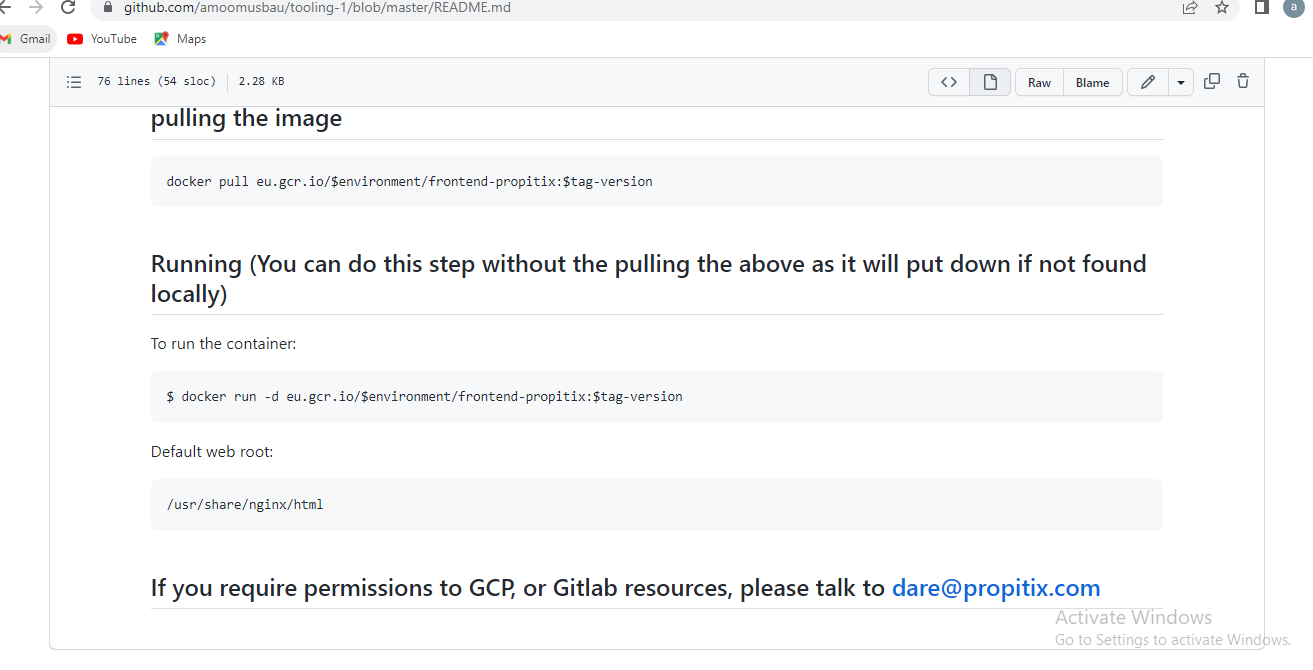 github.com/amoomusbau/tooling-1/blob/master/README.md
a
Gmail
YouTube
Maps
76 lines (54 sloc)
2.28 KB
<>
Raw
Blame
pulling the image
docker pull eu.gcr.io/$environment/frontend-propitix:$tag-version
Running (You can do this step without the pulling the above as it will put down if not found
locally)
To run the container:
$ docker run -d eu.gcr.io/$environment/frontend-propitix:$tag-version
Default web root:
/usr/share/nginx/html
If you require permissions to GCP, or Gitlab resources, please talk to dare@propitix.com
Activate Windows
Go to Settings to activate Windows.